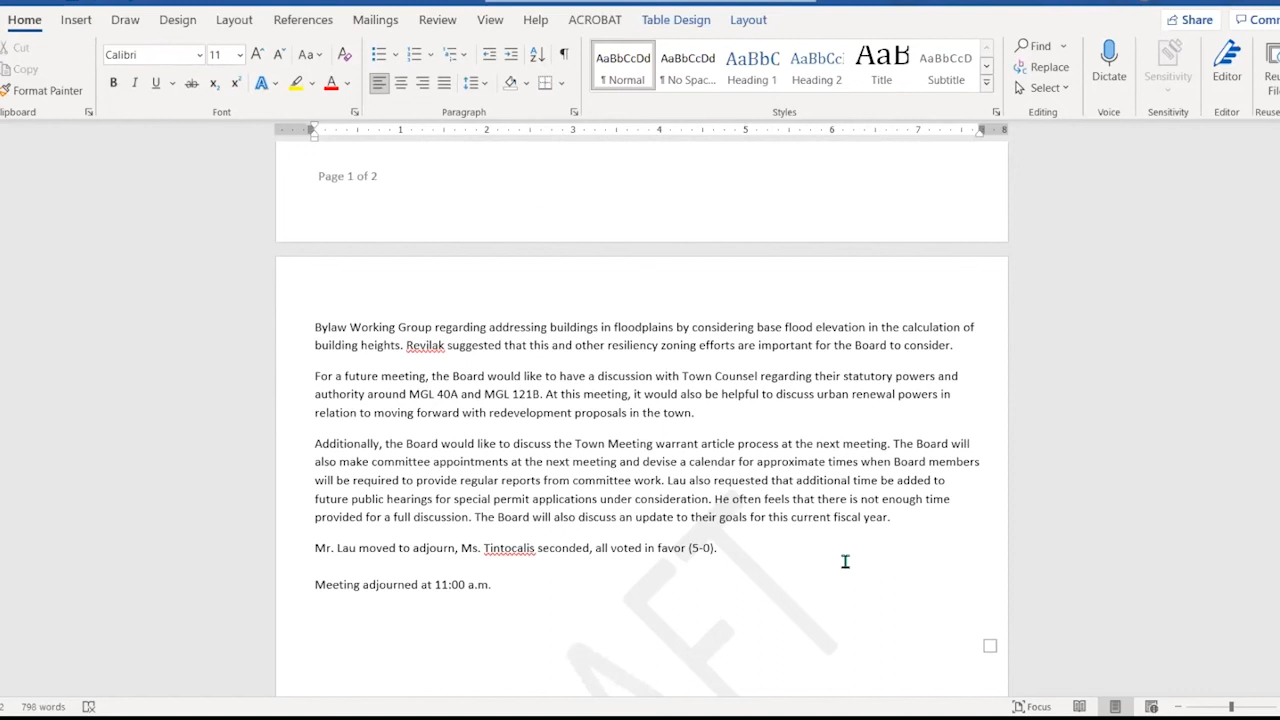 Home Insert Draw Design Layout References Mailings Review View Help ACROBAT Table Design Layout Share
Cut
Copy
Format Painter
Calibri 11 Aa
B I U ab x₂ x² A A
AaBbCcDd AaBbCcDd AaBbC AaBbCc AaB AaBbCcD
¶ Normal ¶ No Spac... Heading 1 Heading 2 Title Subtitle
Find
Replace
Select
Dictate Sensitivity Editor
Font Paragraph Styles Editing Voice Sensitivity Editor
1 2 3 4 5 6 7 8
Page 1 of 2
Bylaw Working Group regarding addressing buildings in floodplains by considering base flood elevation in the calculation of
building heights. Revilak suggested that this and other resiliency zoning efforts are important for the Board to consider.
For a future meeting, the Board would like to have a discussion with Town Counsel regarding their statutory powers and
authority around MGL 40A and MGL 121B. At this meeting, it would also be helpful to discuss urban renewal powers in
relation to moving forward with redevelopment proposals in the town.
Additionally, the Board would like to discuss the Town Meeting warrant article process at the next meeting. The Board will
also make committee appointments at the next meeting and devise a calendar for approximate times when Board members
will be required to provide regular reports from committee work. Lau also requested that additional time be added to
future public hearings for special permit applications under consideration. He often feels that there is not enough time
provided for a full discussion. The Board will also discuss an update to their goals for this current fiscal year.
Mr. Lau moved to adjorn, Ms. Tintocalis seconded, all voted in favor (5-0).
Meeting adjourned at 11:00 a.m.
798 words Focus